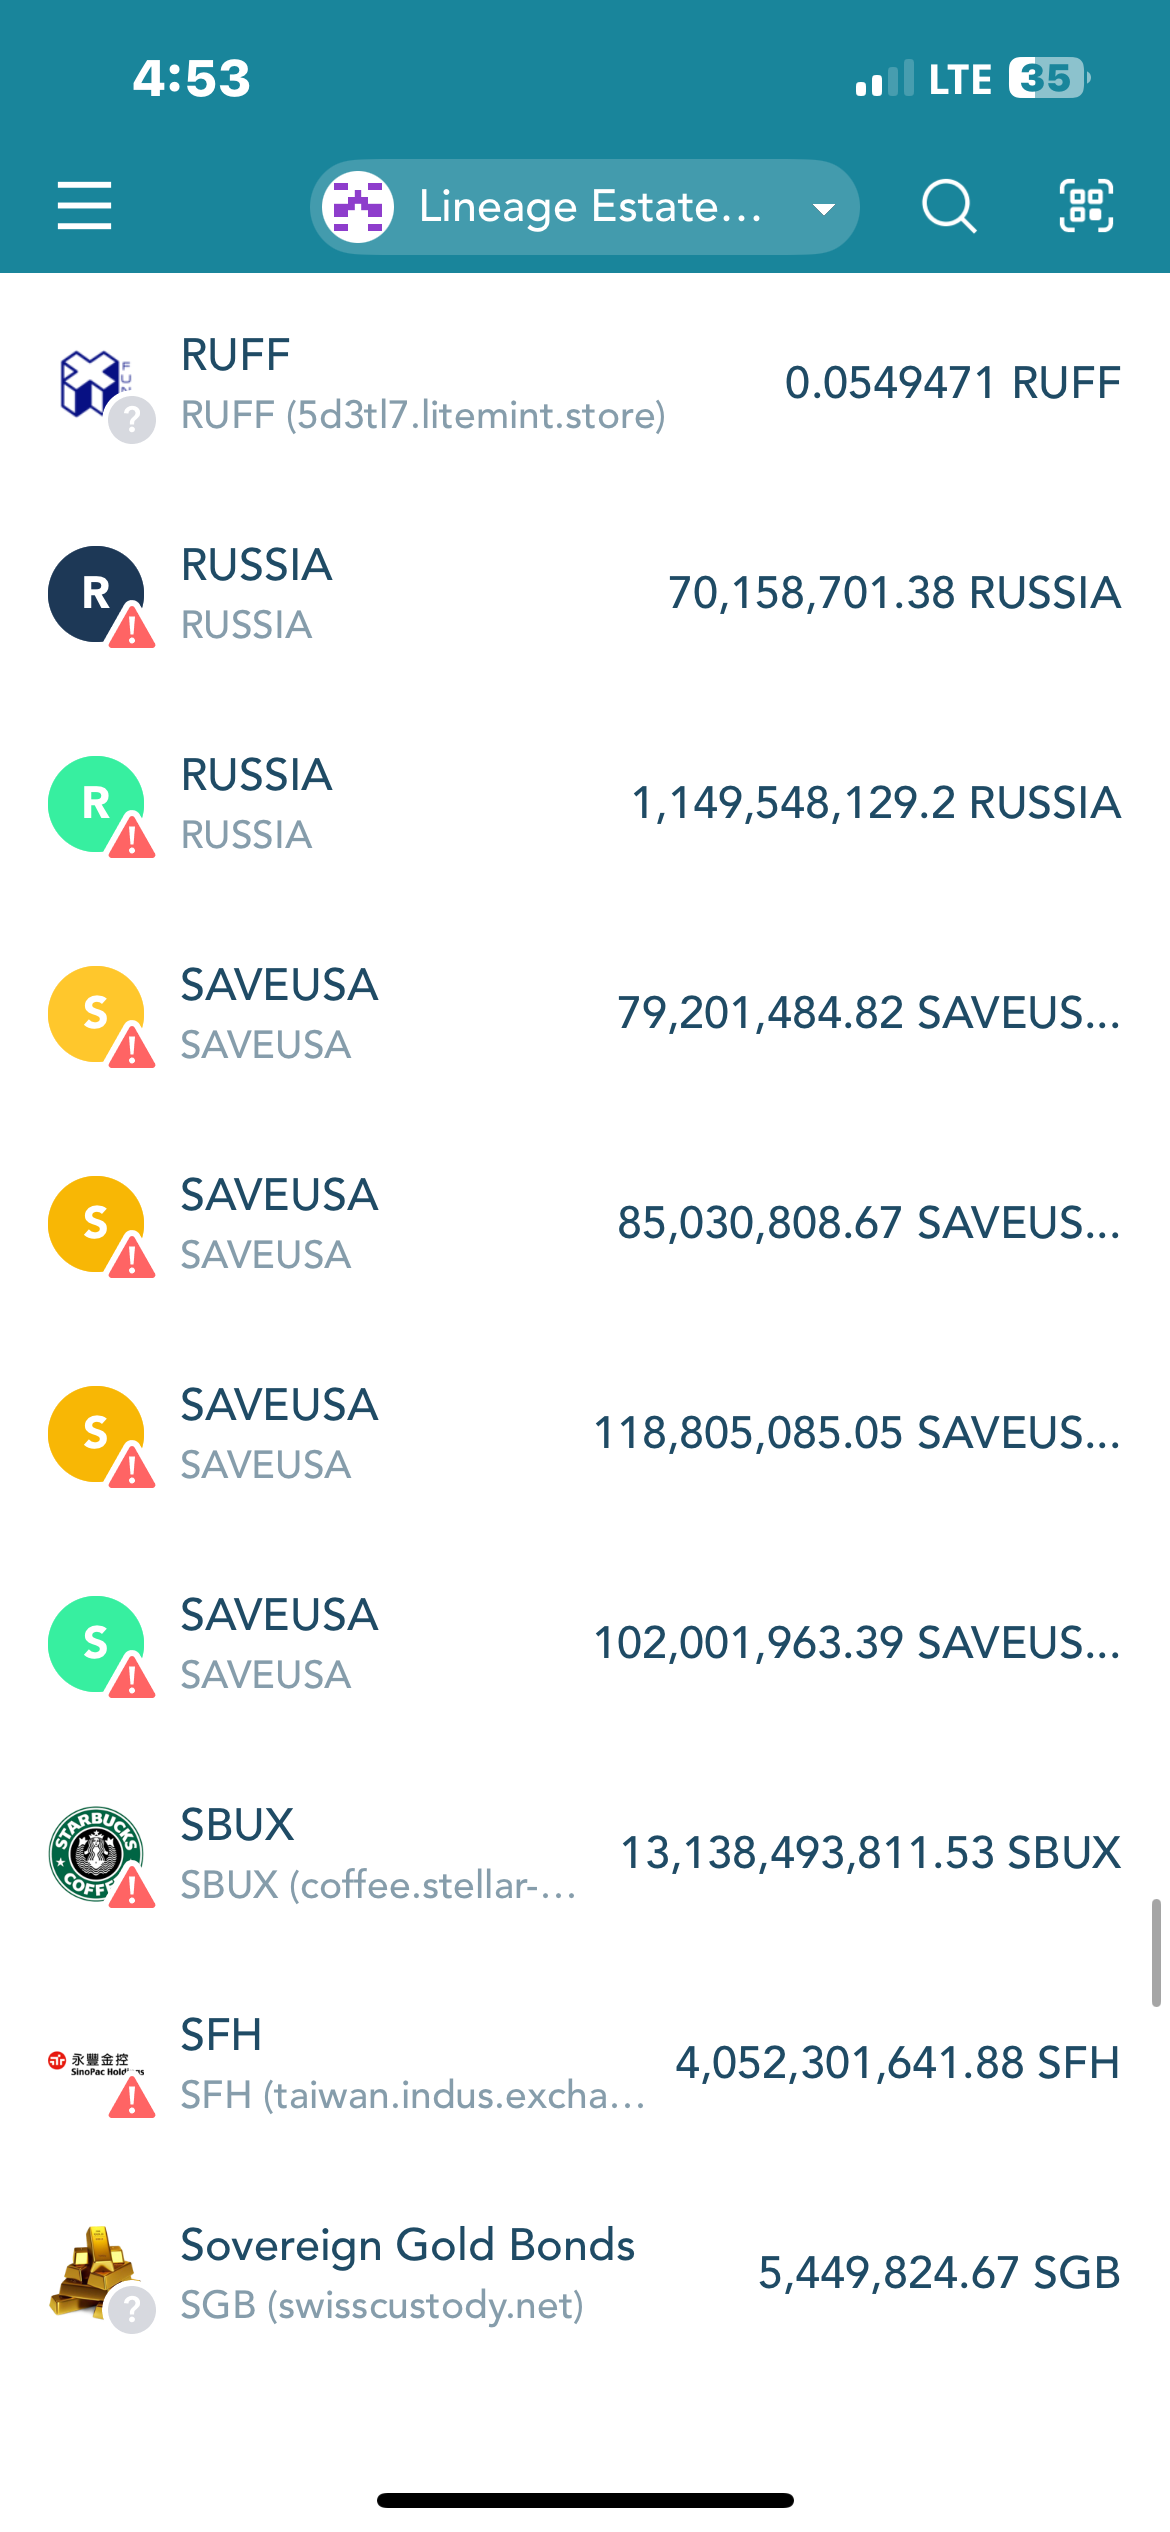 4:53
LTE 35
Lineage Estate...
RUFF
0.0549471 RUFF
RUFF (5d3tl7.litemint.store)
R
RUSSIA
70,158,701.38 RUSSIA
RUSSIA
R
RUSSIA
1,149,548,129.2 RUSSIA
RUSSIA
S
SAVEUSA
79,201,484.82 SAVEUS...
SAVEUSA
S
SAVEUSA
85,030,808.67 SAVEUS...
SAVEUSA
S
SAVEUSA
118,805,085.05 SAVEUS...
SAVEUSA
S
SAVEUSA
102,001,963.39 SAVEUS...
SAVEUSA
STARBUCKS
SBUX
13,138,493,811.53 SBUX
SBUX (coffee.stellar-...
SFH
4,052,301,641.88 SFH
永豐金控
SinoPac
SFH (taiwan.indus.excha...
Sovereign Gold Bonds
5,449,824.67 SGB
SGB (swisscustody.net)